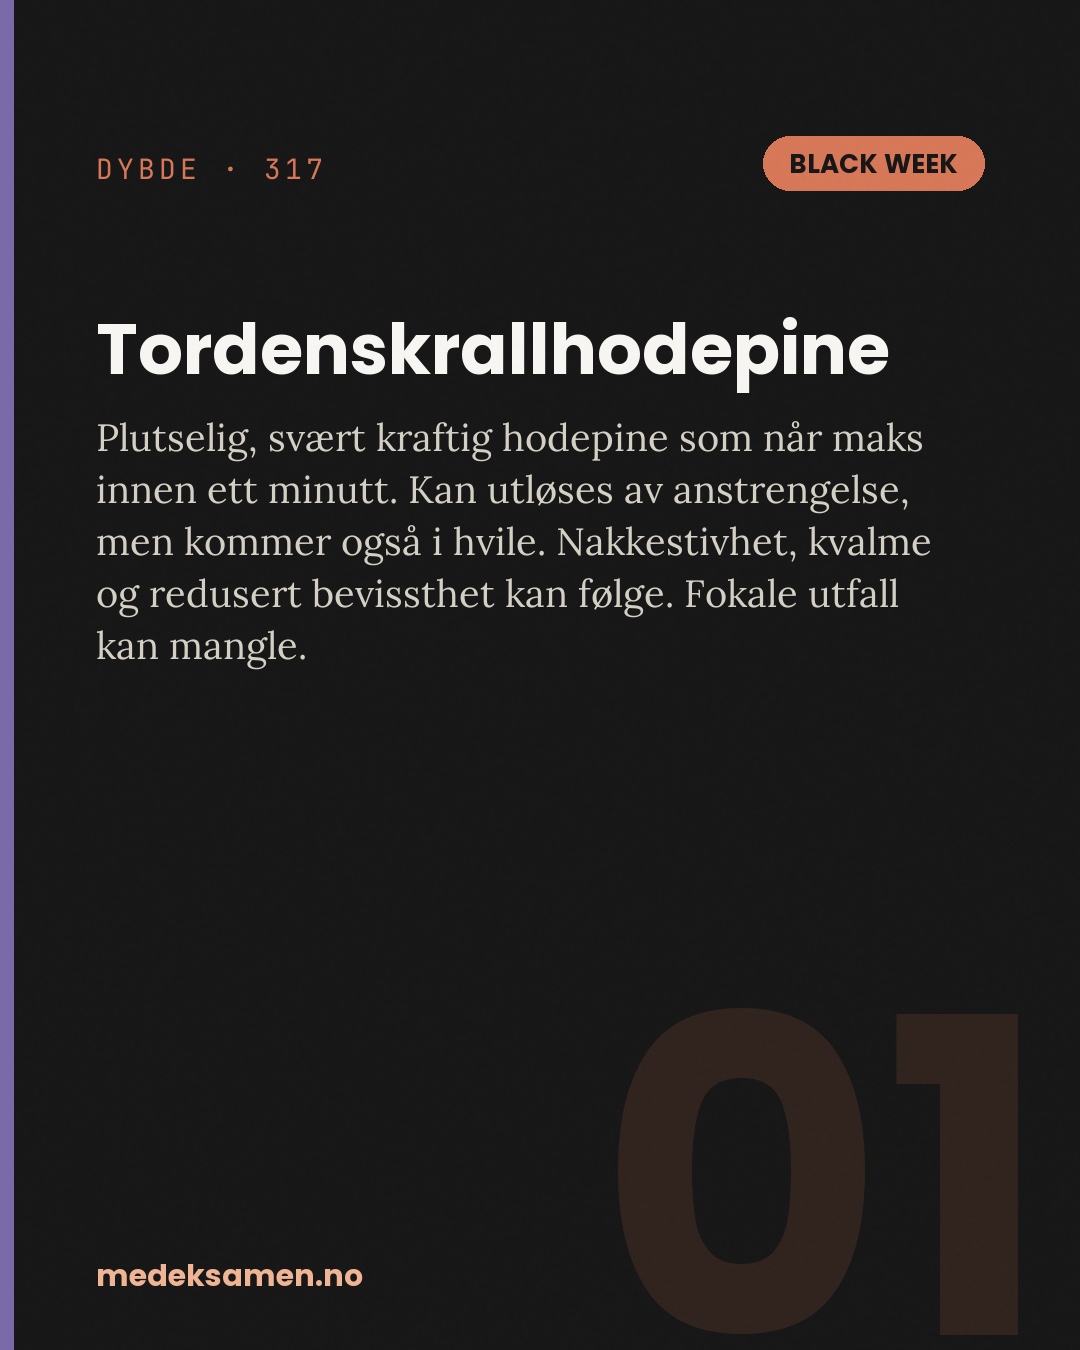 DYBDE · 317
BLACK WEEK
Tordenskrallhodepine
Plutselig, svært kraftig hodepine som når maks
innen ett minutt. Kan utløses av anstrengelse,
men kommer også i hvile. Nakkestivhet, kvalme
og redusert bevissthet kan følge. Fokale utfall
kan mangle.
01
medeksamen.no